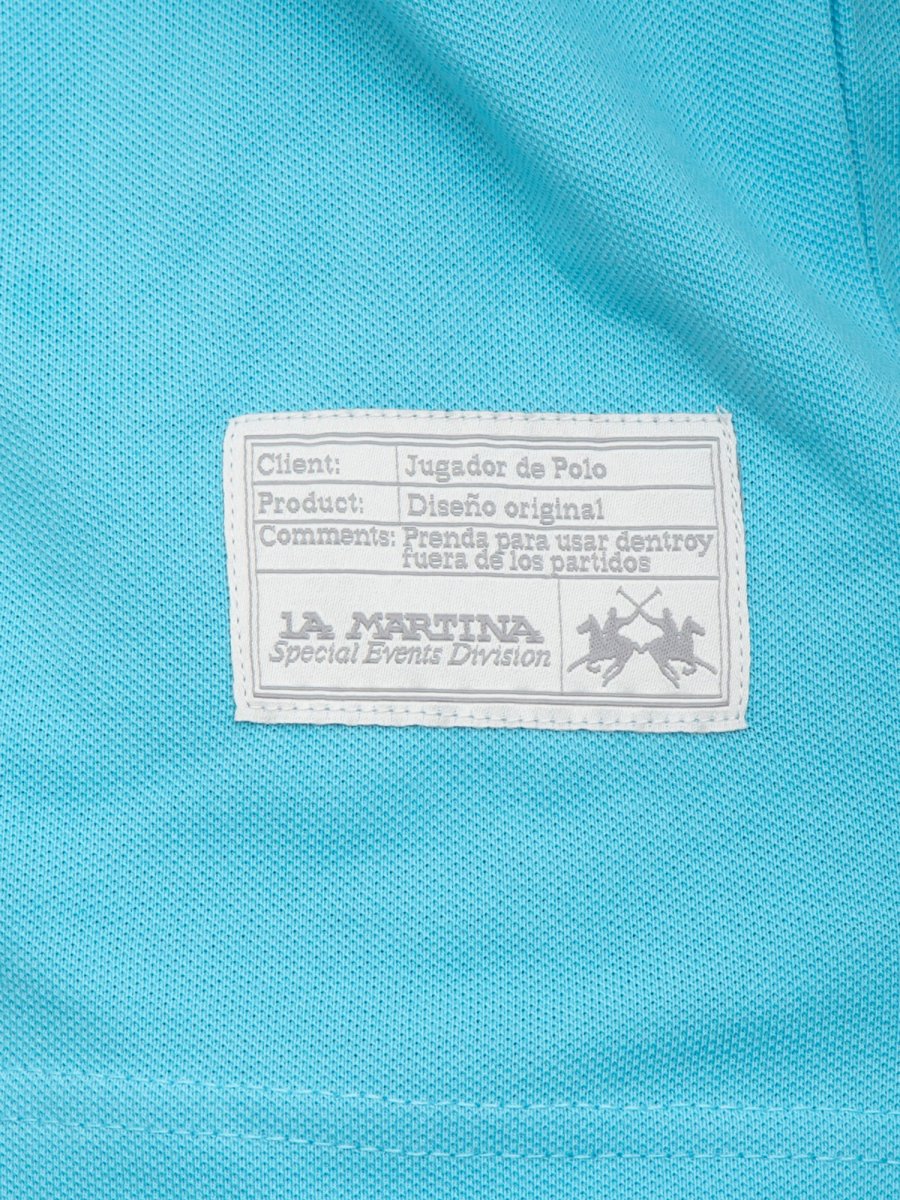 Client: Jugador de Polo
Product: Diseño original
Comments: Prenda para usar dentroy
fuera de los partidos
LA MARTINA
Special Events Division